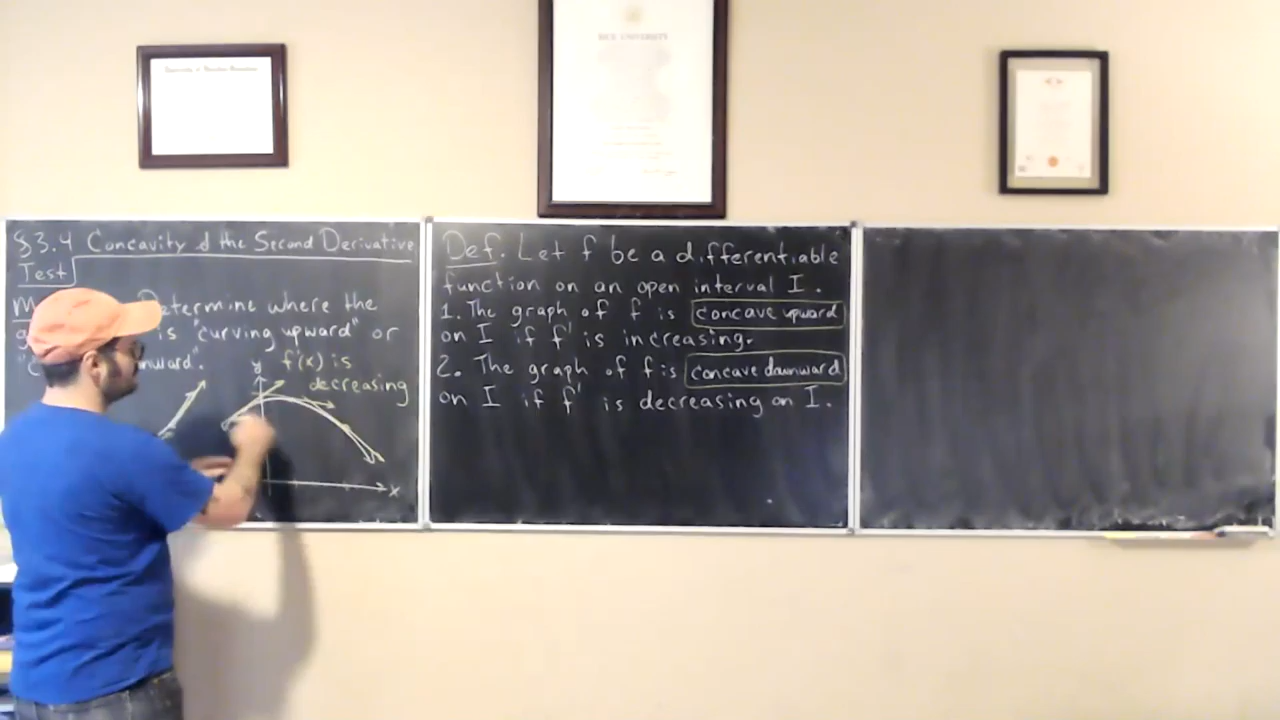 §3.4 Concavity & the Second Derivative
Test
Determine where the
is "curving upward" or
y f'(x) is
decreasing
x
Def. Let f be a differentiable
function on an open interval I.
1. The graph of f is concave upward
on I if f' is increasing.
2. The graph of f is concave downward
on I if f' is decreasing on I.
RICE UNIVERSITY